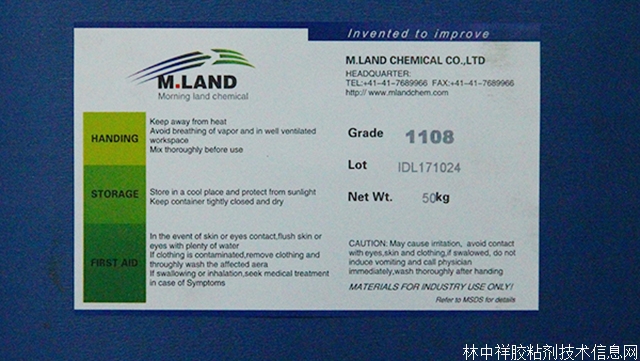 Invented to improve
M.LAND
Morning land chemical
M.LAND CHEMICAL CO.,LTD
HEADQUARTER:
TEL:+41-41-7689966 FAX:+41-41-7689966
http:// www.mlandchem.com
HANDING
Keep away from heat
Avoid breathing of vapor and in well ventilated
workspace
Mix thoroughly before use
Grade 1108
Lot IDL171024
Net Wt. 50kg
STORAGE
Store in a cool place and protect from sunlight
Keep container tightly closed and dry
FIRST AID
In the event of skin or eyes contact,flush skin or
eyes with plenty of water
If clothing is contaminated,remove clothing and
throughly wash the affected aera
If swallowing or inhalation,seek medical treatment
in case of Symptoms
CAUTION: May cause irritation, avoid contact
with eyes,skin and clothing,if swalowed, do not
induce vomiting and call physician
immediately,wash thoroughly after handing
MATERIALS FOR INDUSTRY USE ONLY!
Refer to MSDS for details
林中祥胶粘剂技术信息网